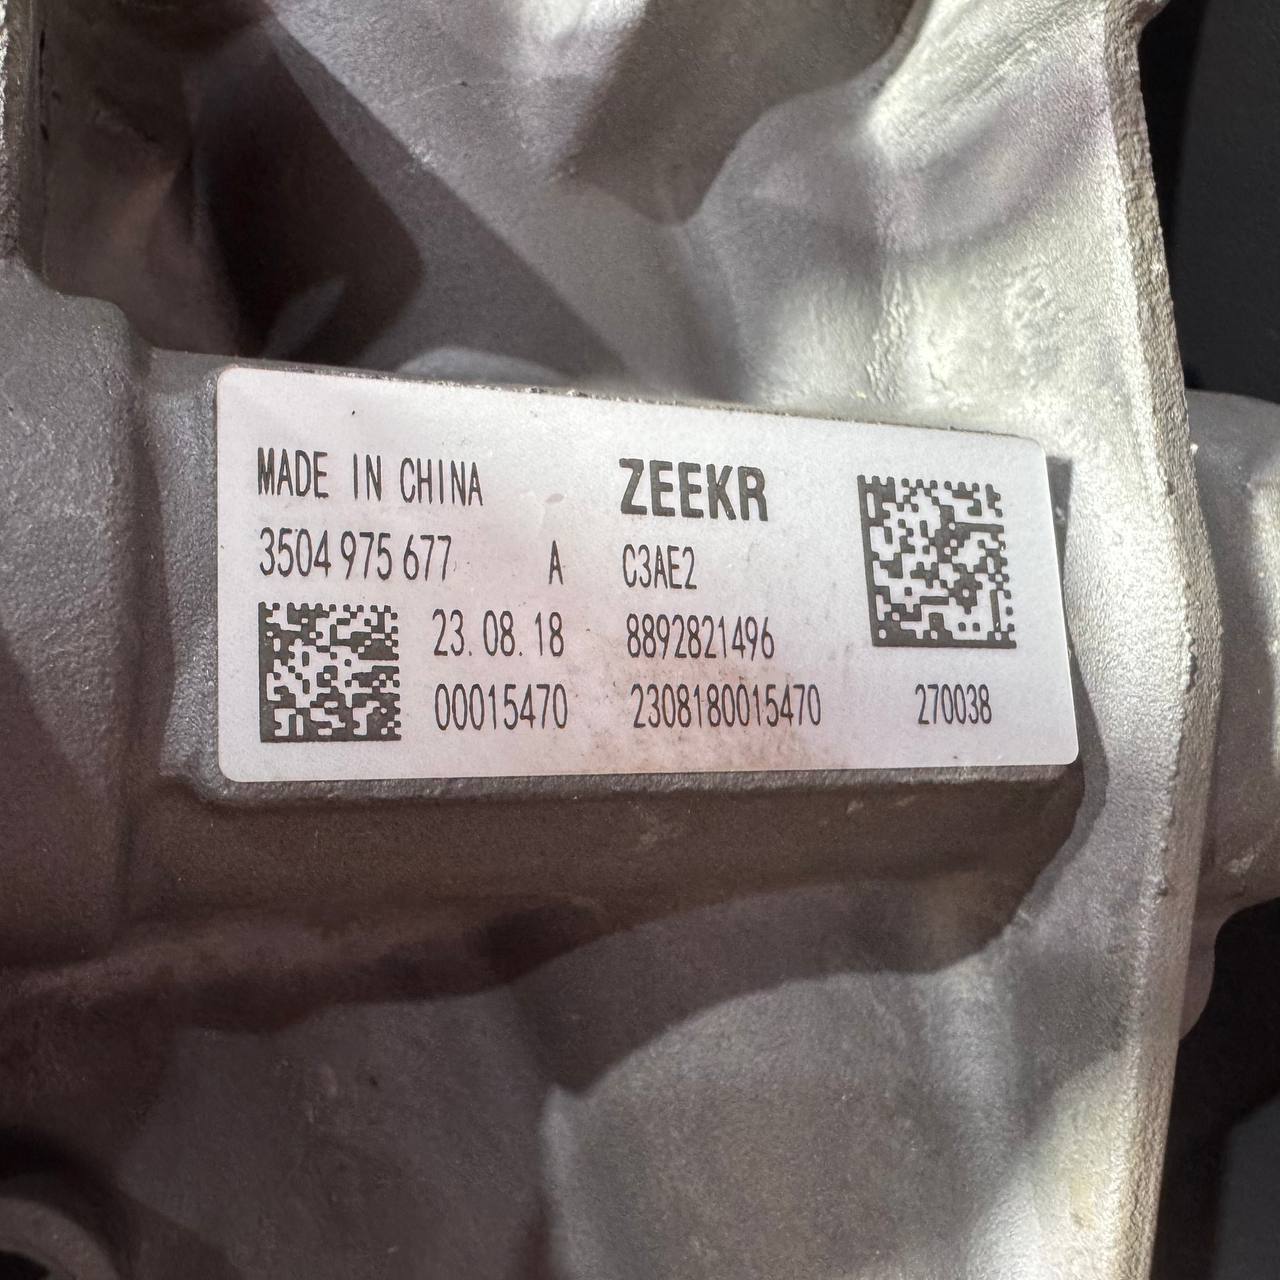 MADE IN CHINA ZEEKR
3504 975 677 A C3AE2
23.08.18 8892821496
00015470 2308180015470 270038